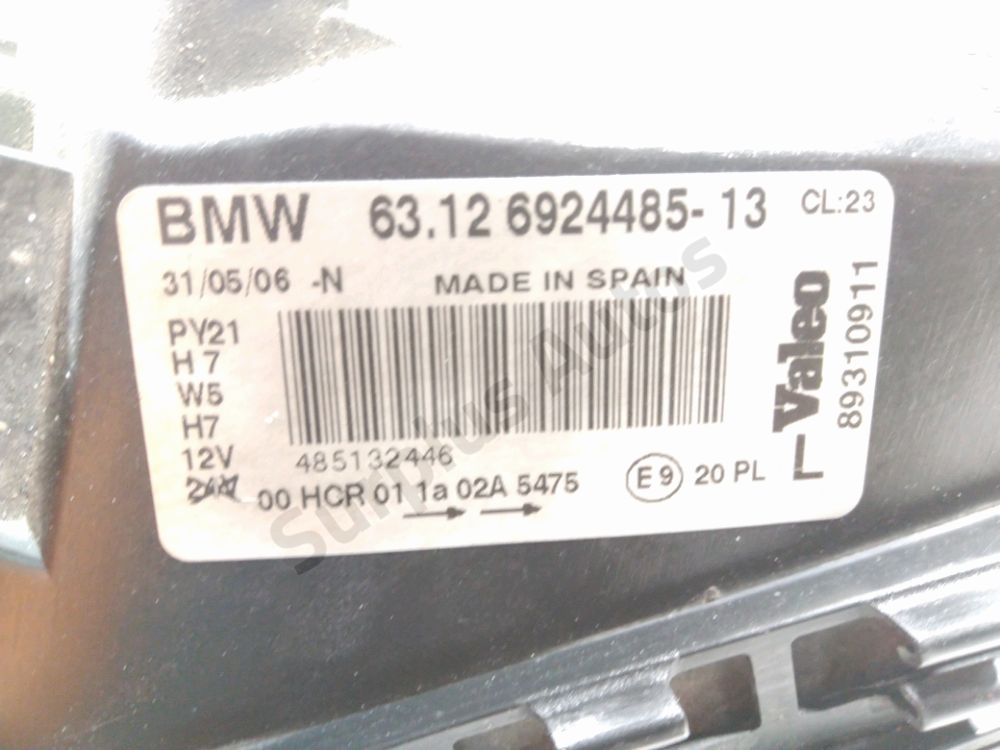 BMW 63.12 6924485-13 CL:23
31/05/06 -N MADE IN SPAIN
PY21
H7
W5
H7
12V
485132446
00 HCR 01 1a 02A 5475
E9 20 PL
L Valeo
89310911
Surplus Autos